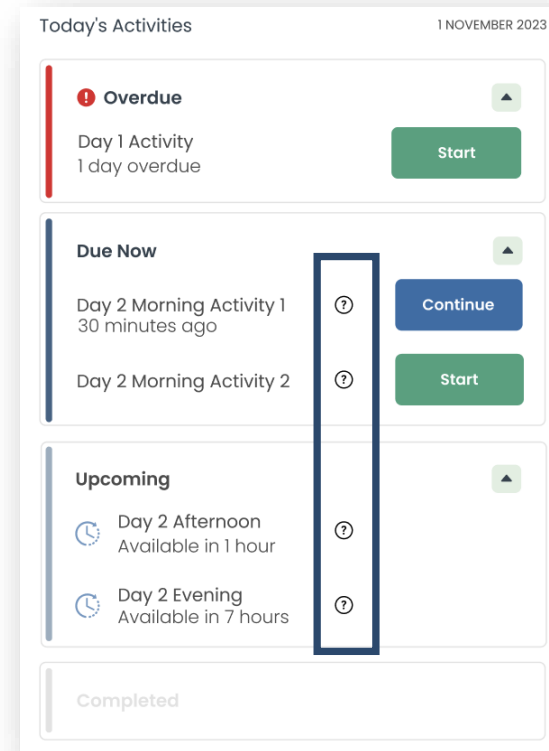 Today's Activities 1 NOVEMBER 2023
! Overdue
Day 1 Activity
1 day overdue
Start
Due Now
Day 2 Morning Activity 1
30 minutes ago
?
Continue
Day 2 Morning Activity 2
?
Start
Upcoming
Day 2 Afternoon
Available in 1 hour
?
Day 2 Evening
Available in 7 hours
?
Completed